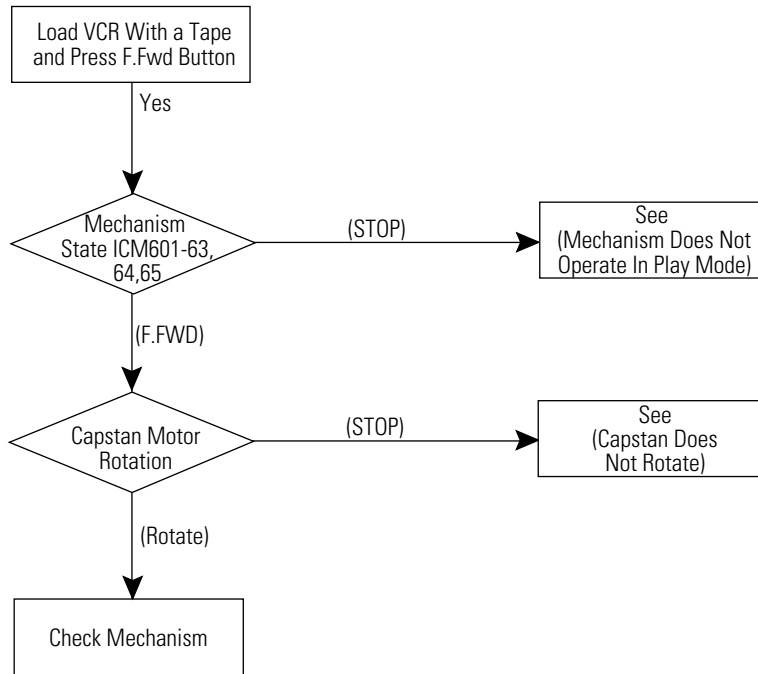 Load VCR With a Tape
and Press F.Fwd Button
Yes
Mechanism
State ICM601-63,
64,65
(STOP)
See
(Mechanism Does Not
Operate In Play Mode)
(F.FWD)
Capstan Motor
Rotation
(STOP)
See
(Capstan Does
Not Rotate)
(Rotate)
Check Mechanism